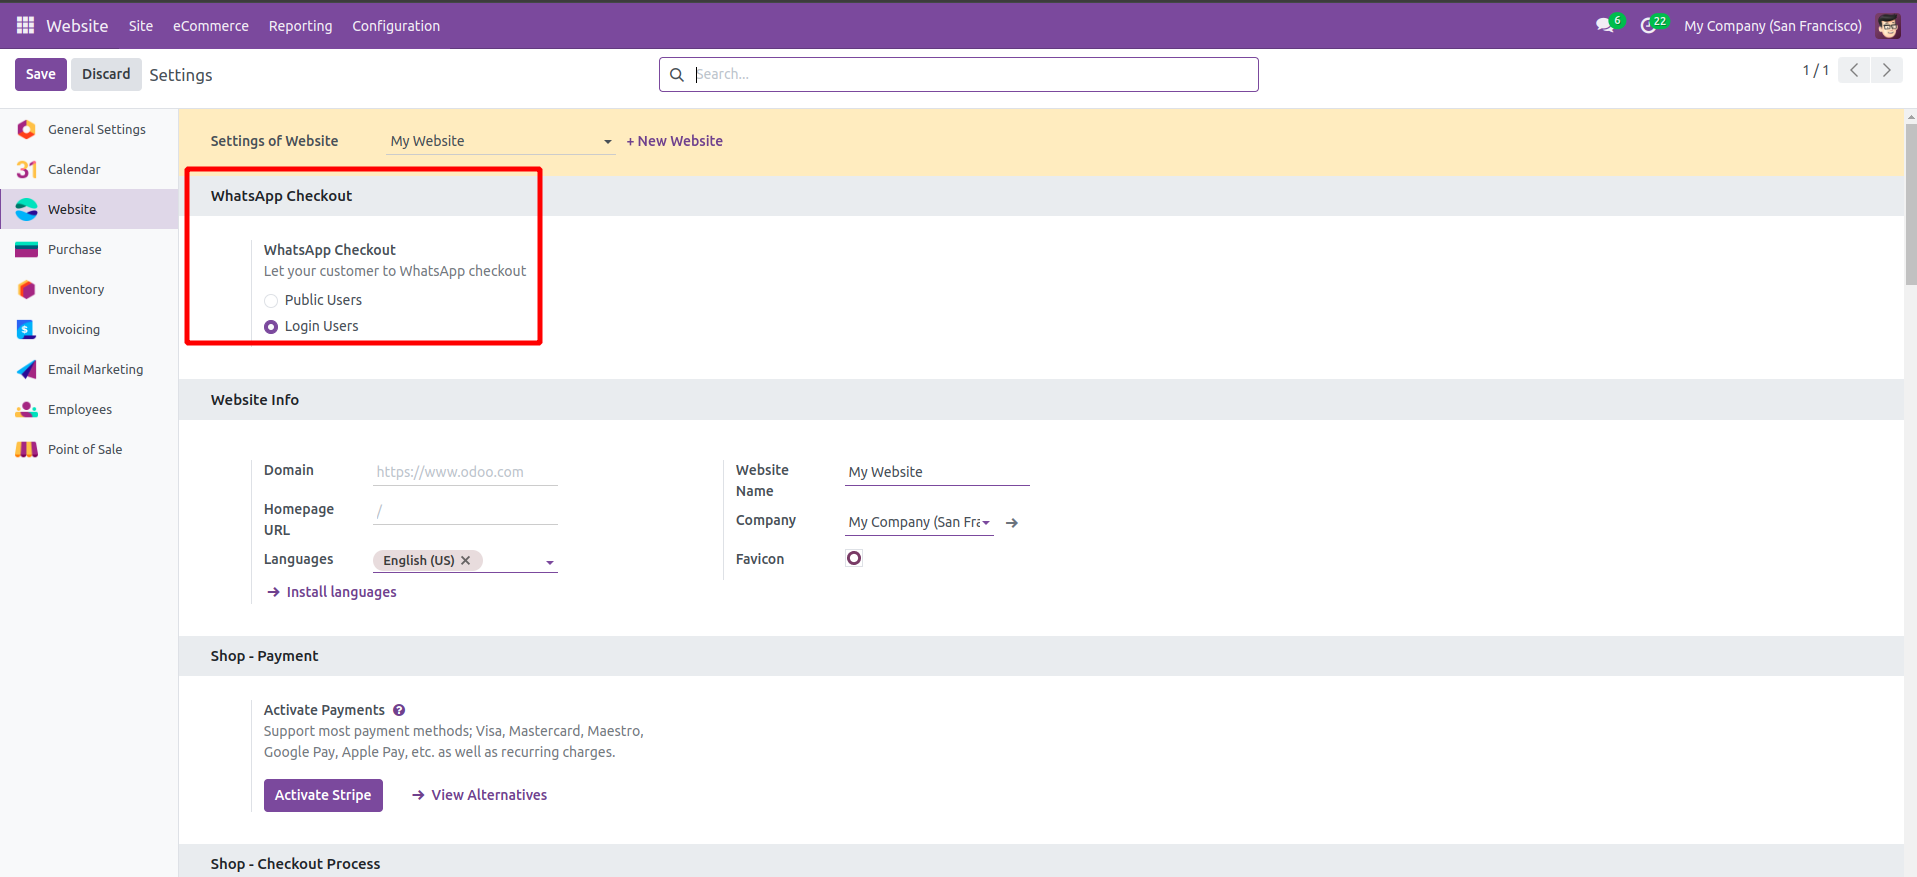 Website Site eCommerce Reporting Configuration 6 22 My Company (San Francisco)
Save Discard Settings Search... 1 / 1
General Settings
31 Calendar
Website
Purchase
Inventory
$ Invoicing
Email Marketing
Employees
Point of Sale
Settings of Website My Website + New Website
WhatsApp Checkout
WhatsApp Checkout
Let your customer to WhatsApp checkout
Public Users
Login Users
Website Info
Domain https://www.odoo.com
Homepage URL /
Languages English (US)
Install languages
Website Name My Website
Company My Company (San Fra
Favicon
Shop - Payment
Activate Payments ?
Support most payment methods; Visa, Mastercard, Maestro,
Google Pay, Apple Pay, etc. as well as recurring charges.
Activate Stripe View Alternatives
Shop - Checkout Process